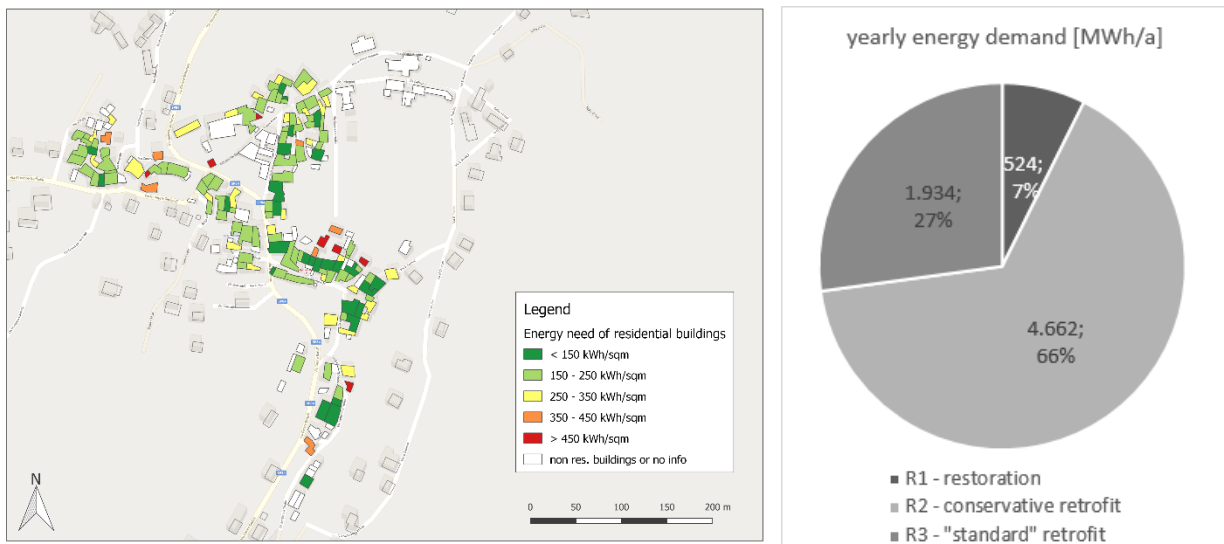 Legend
Energy need of residential buildings
< 150 kWh/sqm
150 - 250 kWh/sqm
250 - 350 kWh/sqm
350 - 450 kWh/sqm
> 450 kWh/sqm
non res. buildings or no info
N
0 50 100 150 200 m
yearly energy demand [MWh/a]
524;
7%
1.934;
27%
4.662;
66%
R1 - restoration
R2 - conservative retrofit
R3 - "standard" retrofit